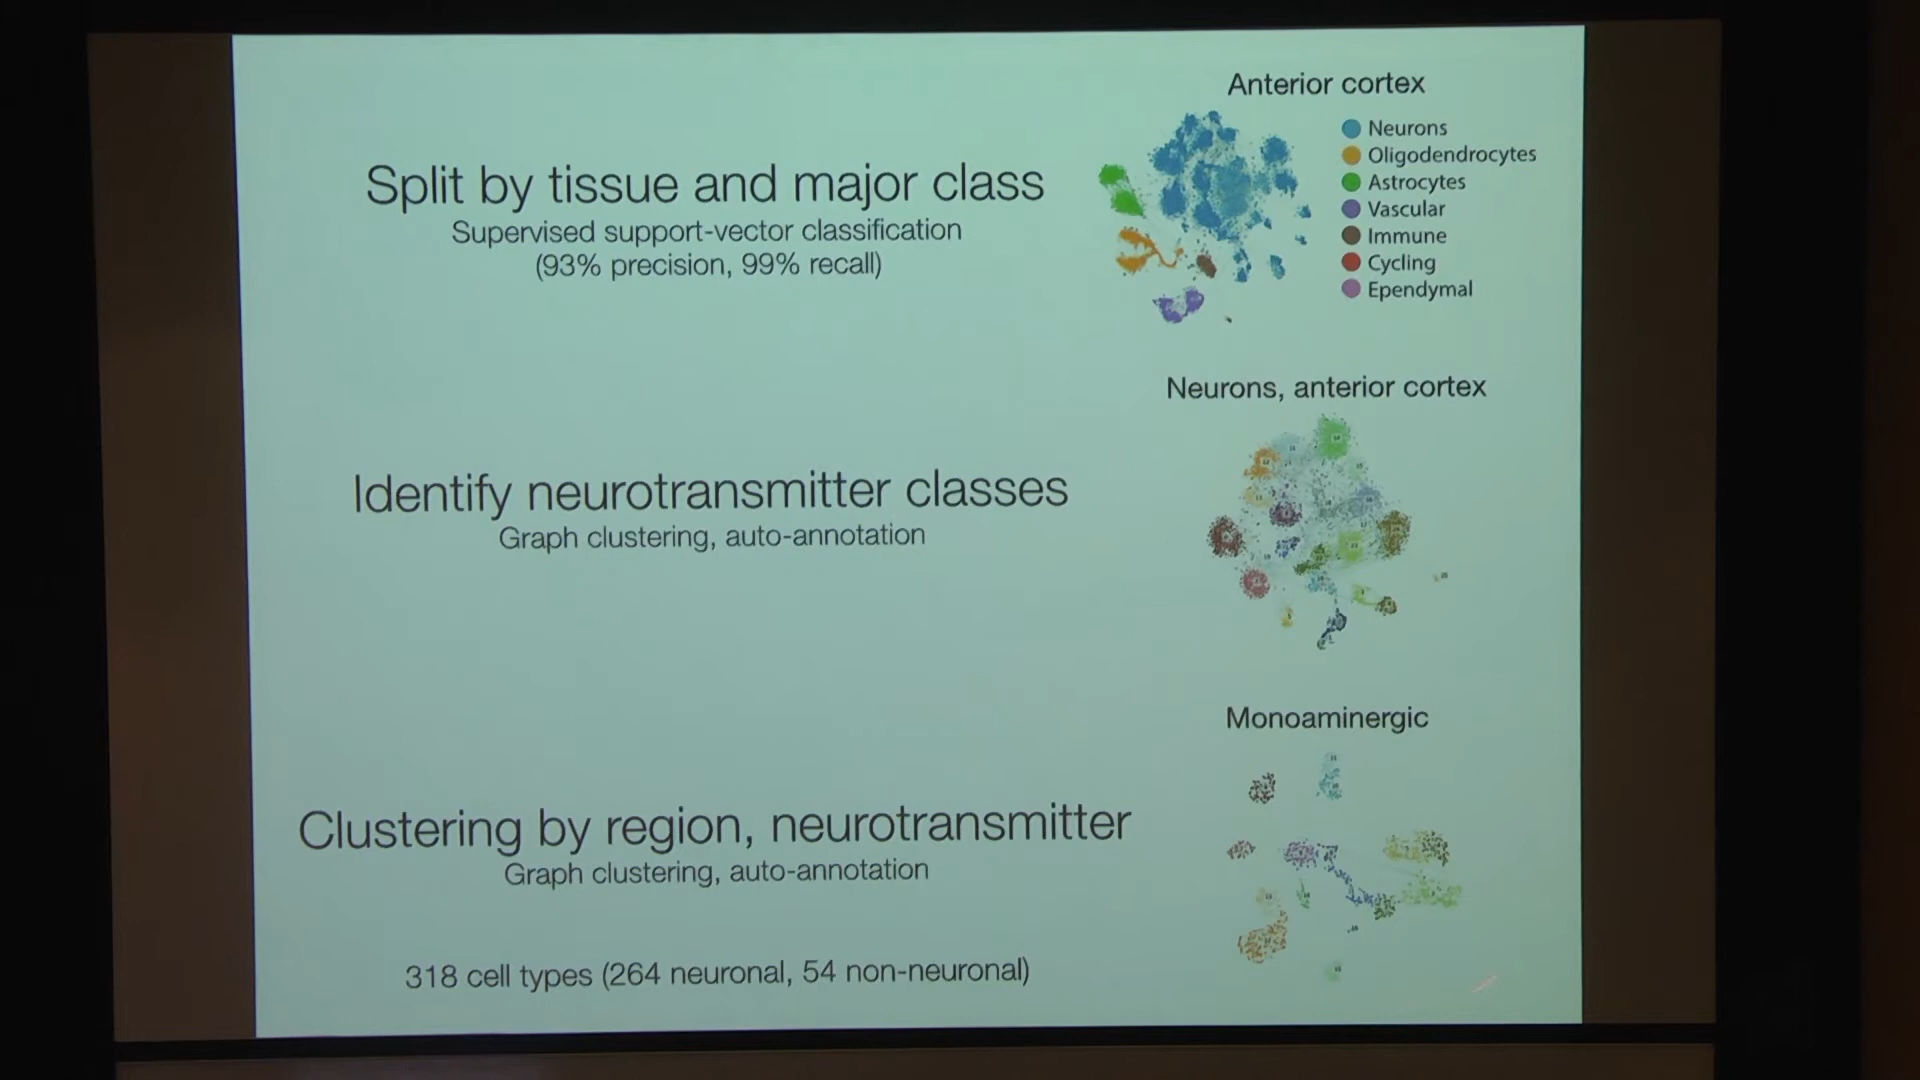 Anterior cortex
Neurons
Oligodendrocytes
Astrocytes
Vascular
Immune
Cycling
Ependymal
Split by tissue and major class
Supervised support-vector classification
(93% precision, 99% recall)
Neurons, anterior cortex
Identify neurotransmitter classes
Graph clustering, auto-annotation
Monoaminergic
Clustering by region, neurotransmitter
Graph clustering, auto-annotation
318 cell types (264 neuronal, 54 non-neuronal)